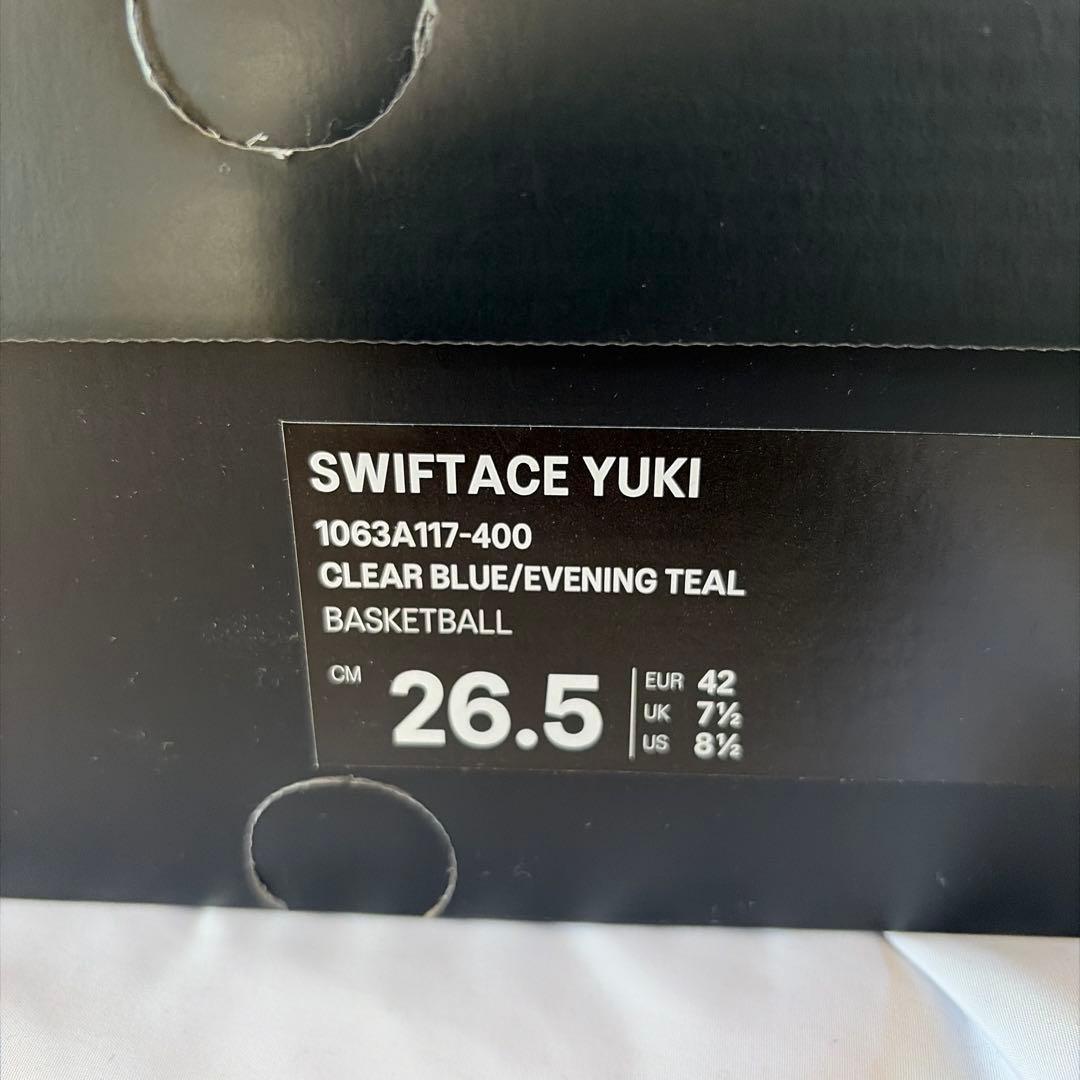 SWIFTACE YUKI
1063A117-400
CLEAR BLUE/EVENING TEAL
BASKETBALL
CM 26.5
EUR 42
UK 7½
US 8½